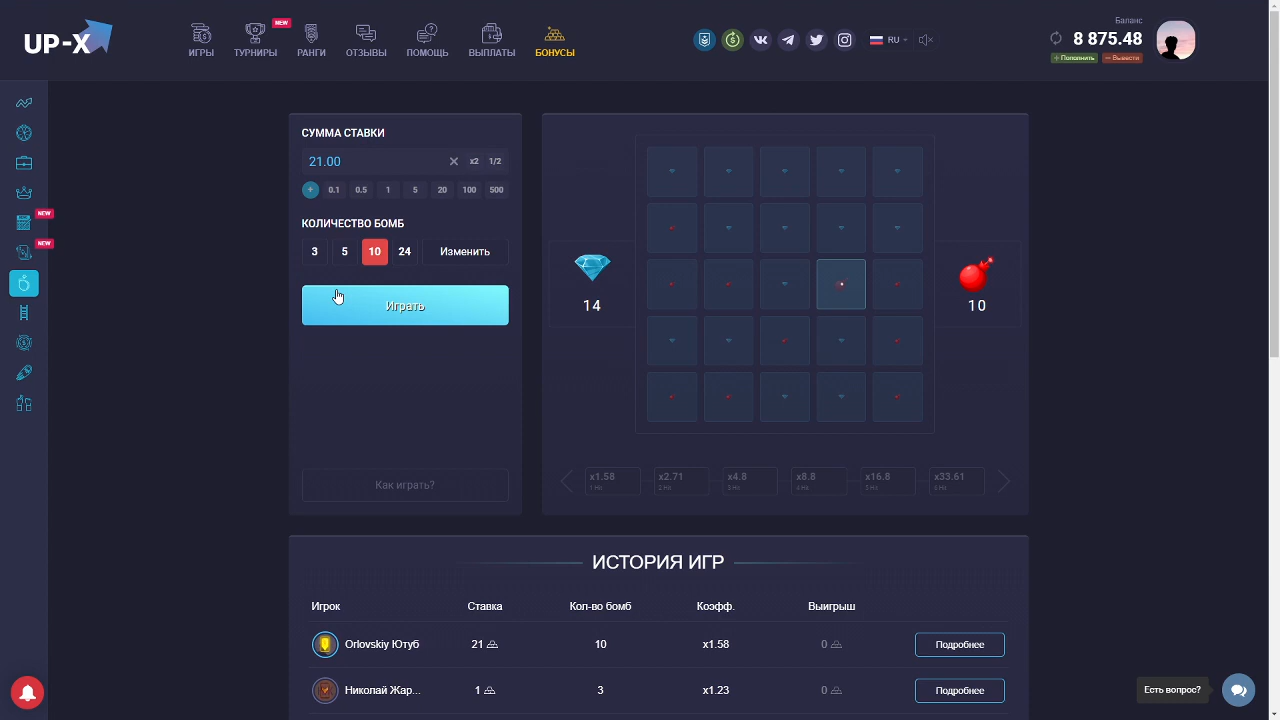 UP-X
ИГРЫ
ТУРНИРЫ
NEW
РАНГИ
ОТЗЫВЫ
ПОМОЩЬ
ВЫПЛАТЫ
БОНУСЫ
RU
Баланс
8 875.48
Пополнить
Вывести
NEW
NEW
СУММА СТАВКИ
21.00
x2 1/2
+ 0.1 0.5 1 5 20 100 500
КОЛИЧЕСТВО БОМБ
3 5 10 24 Изменить
Играть
Как играть?
14
10
x1.58 x2.71 x4.8 x8.8 x16.8 x33.61
ИСТОРИЯ ИГР
Игрок Ставка Кол-во бомб Коэфф. Выигрыш
Orlovskiy Ютуб 21 10 x1.58 0 Подробнее
Николай Жар... 1 3 x1.23 0 Подробнее
Есть вопрос?